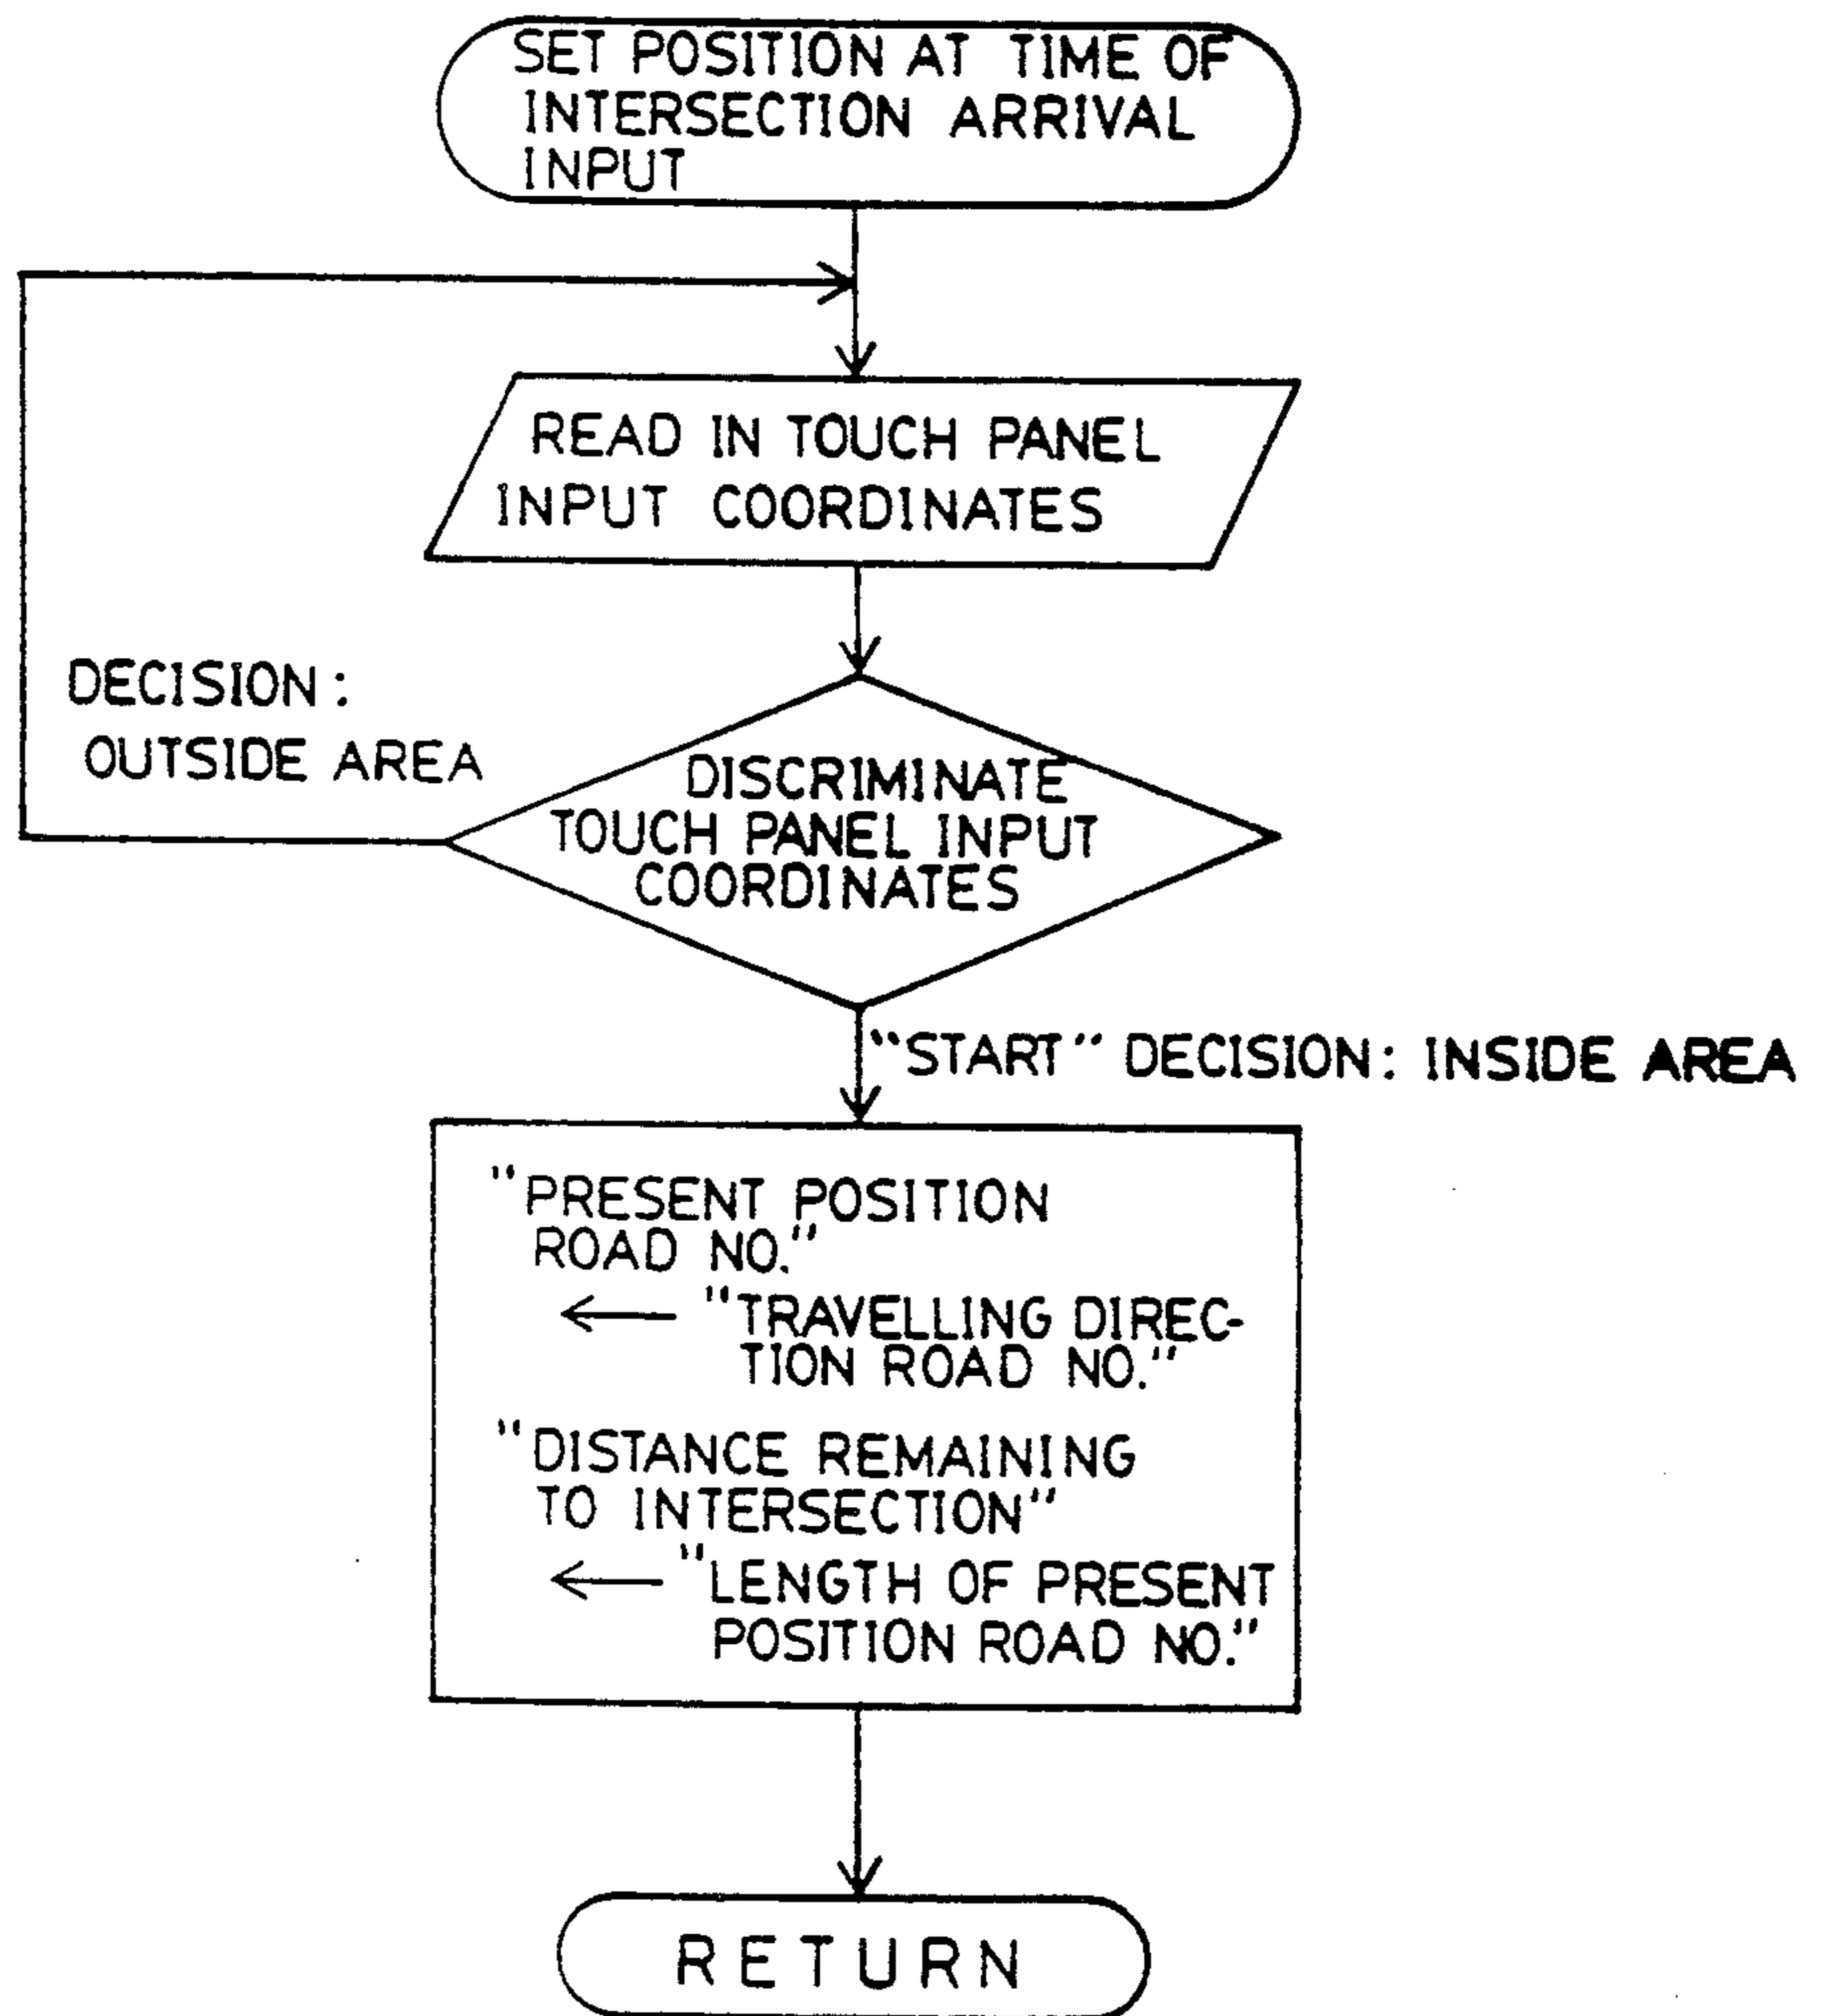 SET POSITION AT TIME OF
INTERSECTION ARRIVAL
INPUT
READ IN TOUCH PANEL
INPUT COORDINATES
DECISION:
OUTSIDE AREA
DISCRIMINATE
TOUCH PANEL INPUT
COORDINATES
"START" DECISION: INSIDE AREA
"PRESENT POSITION
ROAD NO."
← "TRAVELLING DIREC-
TION ROAD NO."
"DISTANCE REMAINING
TO INTERSECTION"
← "LENGTH OF PRESENT
POSITION ROAD NO."
RETURN